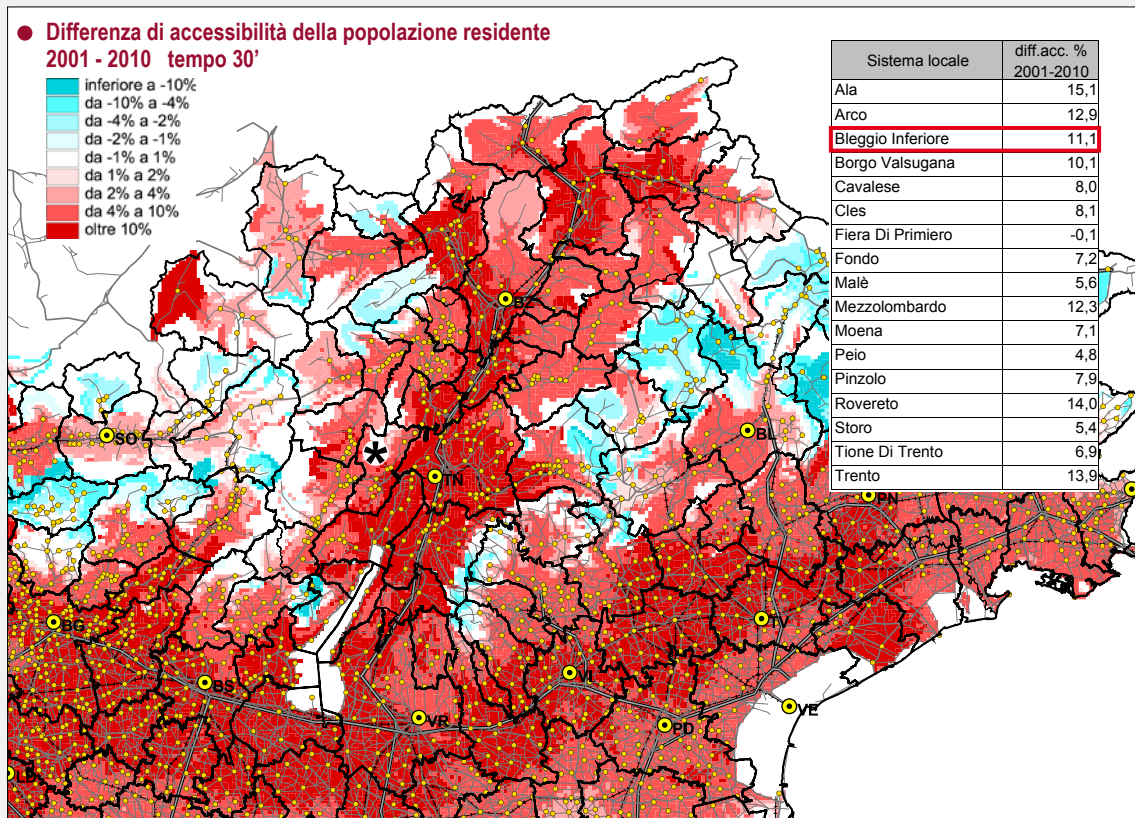 Differenza di accessibilità della popolazione residente
2001 - 2010 tempo 30'
inferiore a -10%
da -10% a -4%
da -4% a -2%
da -2% a -1%
da -1% a 1%
da 1% a 2%
da 2% a 4%
da 4% a 10%
oltre 10%
Sistema locale diff.acc. % 2001-2010
Ala 15,1
Arco 12,9
Bleggio Inferiore 11,1
Borgo Valsugana 10,1
Cavalese 8,0
Cles 8,1
Fiera Di Primiero -0,1
Fondo 7,2
Malè 5,6
Mezzolombardo 12,3
Moena 7,1
Peio 4,8
Pinzolo 7,9
Rovereto 14,0
Storo 5,4
Tione Di Trento 6,9
Trento 13,9
BZ
SO
BL
*
TN
PN
BG
TV
BS
VI
VE
VR
PD